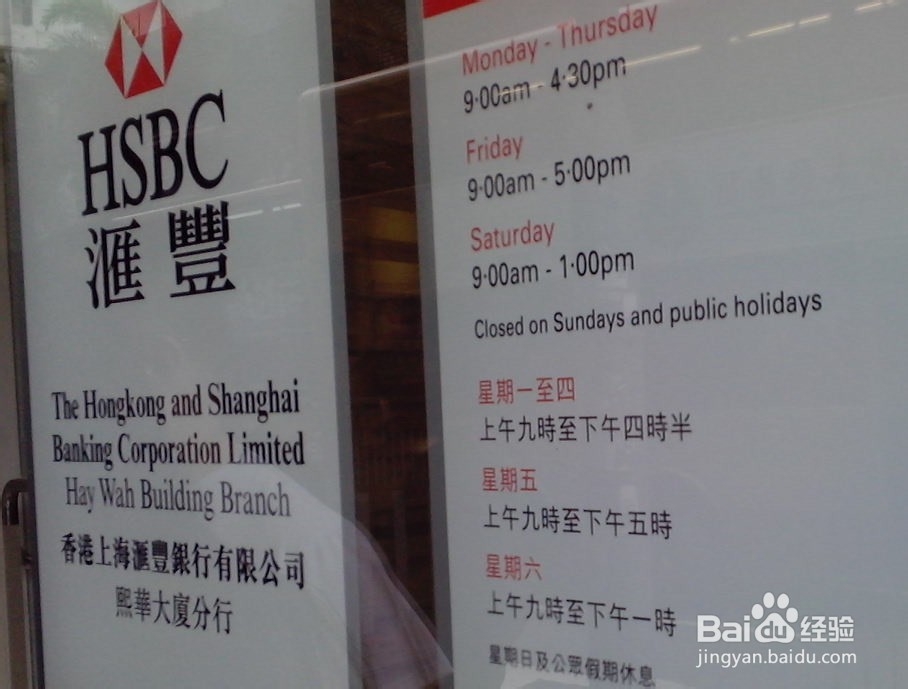 HSBC
滙豐
The Hongkong and Shanghai
Banking Corporation Limited
Hay Wah Building Branch
香港上海滙豐銀行有限公司
熙華大廈分行
Monday - Thursday
9·00am - 4·30pm
Friday
9·00am - 5·00pm
Saturday
9·00am - 1·00pm
Closed on Sundays and public holidays
星期一至四
上午九時至下午四時半
星期五
上午九時至下午五時
星期六
上午九時至下午一時
星期日及公眾假期休息
Baidu经验
jingyan.baidu.com